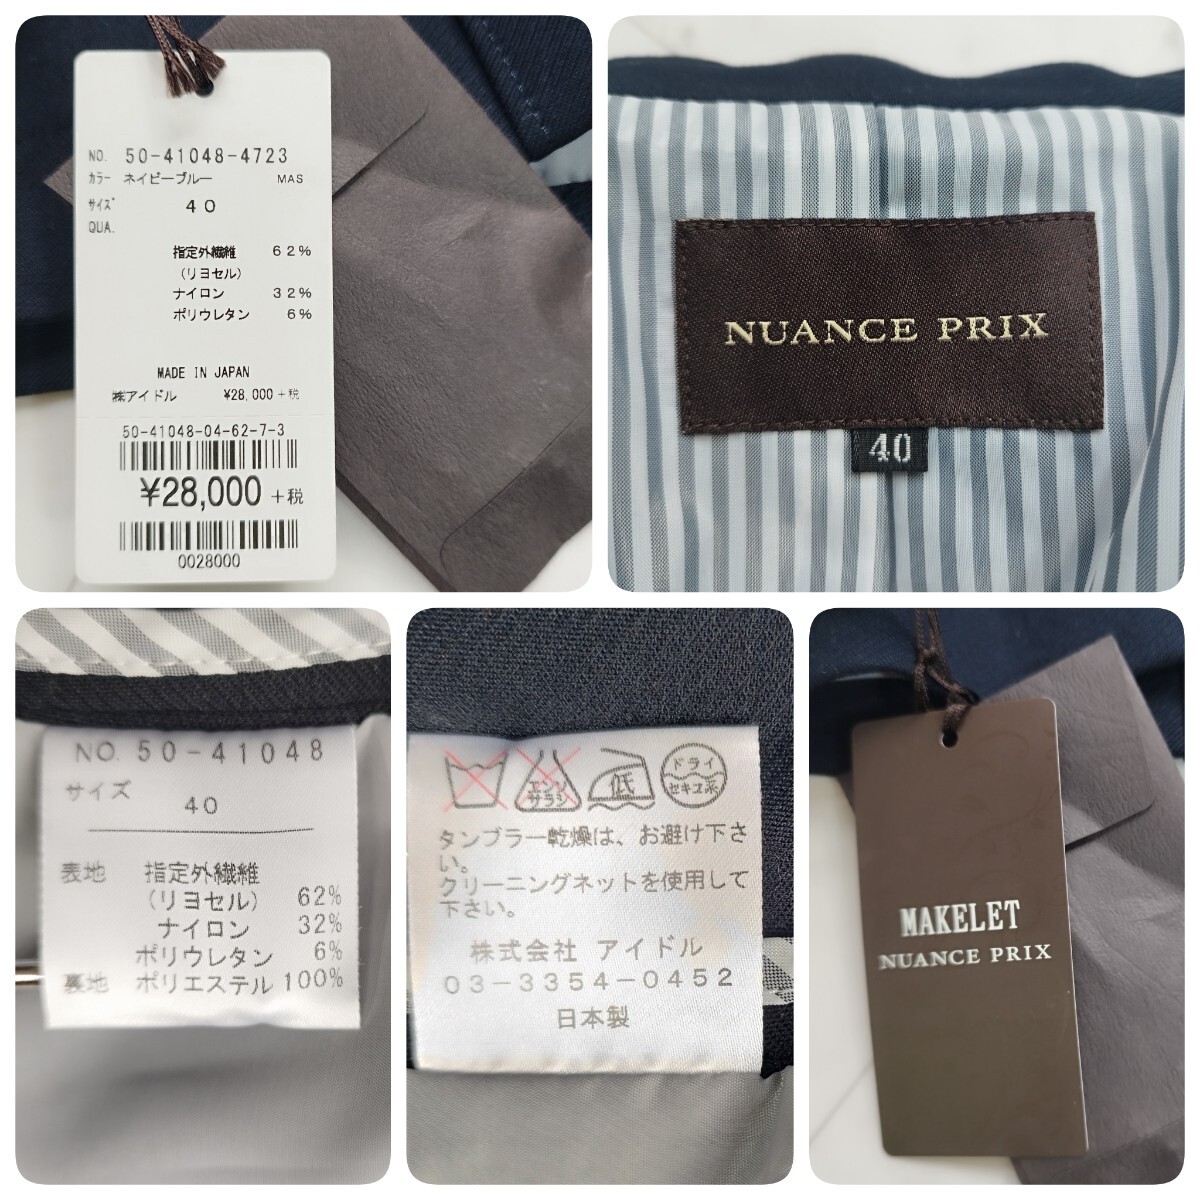 NO. 50-41048-4723
カラー ネイビーブルー MAS
サイズ 40
QUA.
指定外繊維 62%
(リヨセル)
ナイロン 32%
ポリウレタン 6%
MADE IN JAPAN
㈱アイドル ¥28,000+税
50-41048-04-62-7-3
¥28,000+税
0028000
NUANCE PRIX
40
NO. 50-41048
サイズ 40
表地 指定外繊維
(リヨセル) 62%
ナイロン 32%
ポリウレタン 6%
裏地 ポリエステル 100%
エンソ
サラシ
低
ドライ
セキユ系
タンブラー乾燥は、お避け下さ
い。
クリーニングネットを使用して
下さい。
株式会社 アイドル
03-3354-0452
日本製
MAKELET
NUANCE PRIX